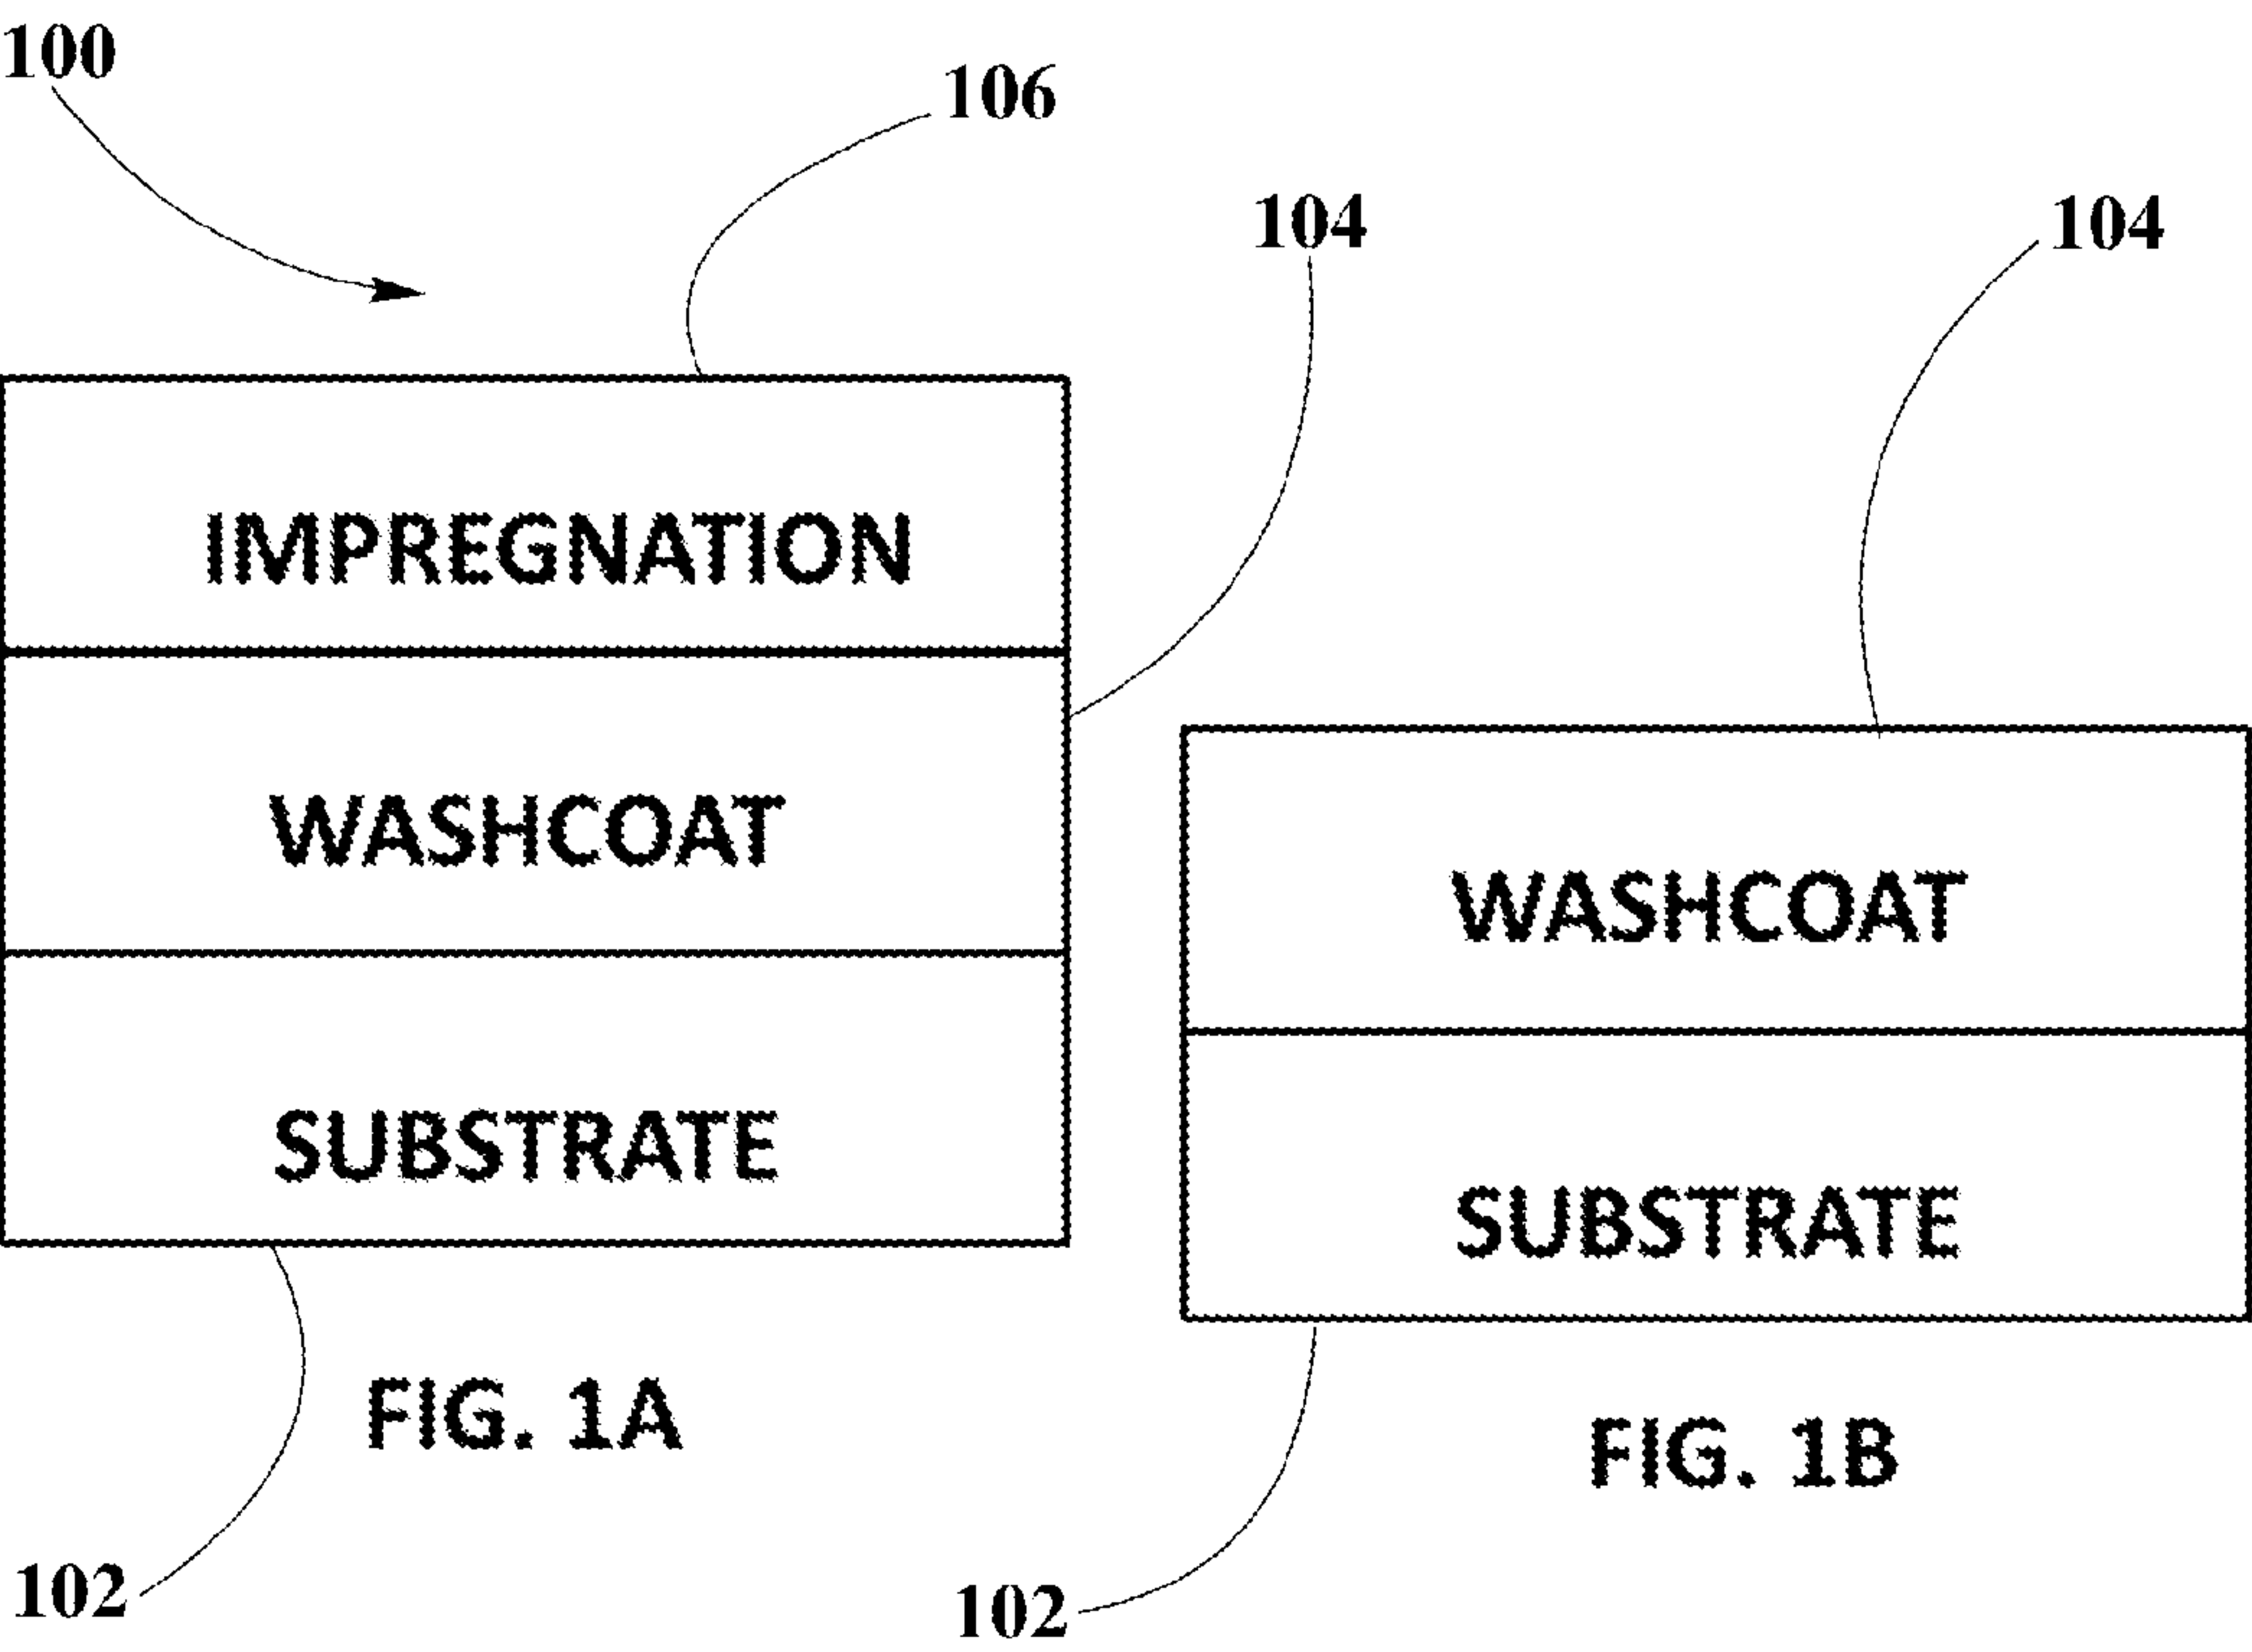 100
106
104
104
IMPREGNATION
WASHCOAT
SUBSTRATE
WASHCOAT
SUBSTRATE
FIG. 1A
FIG. 1B
102
102